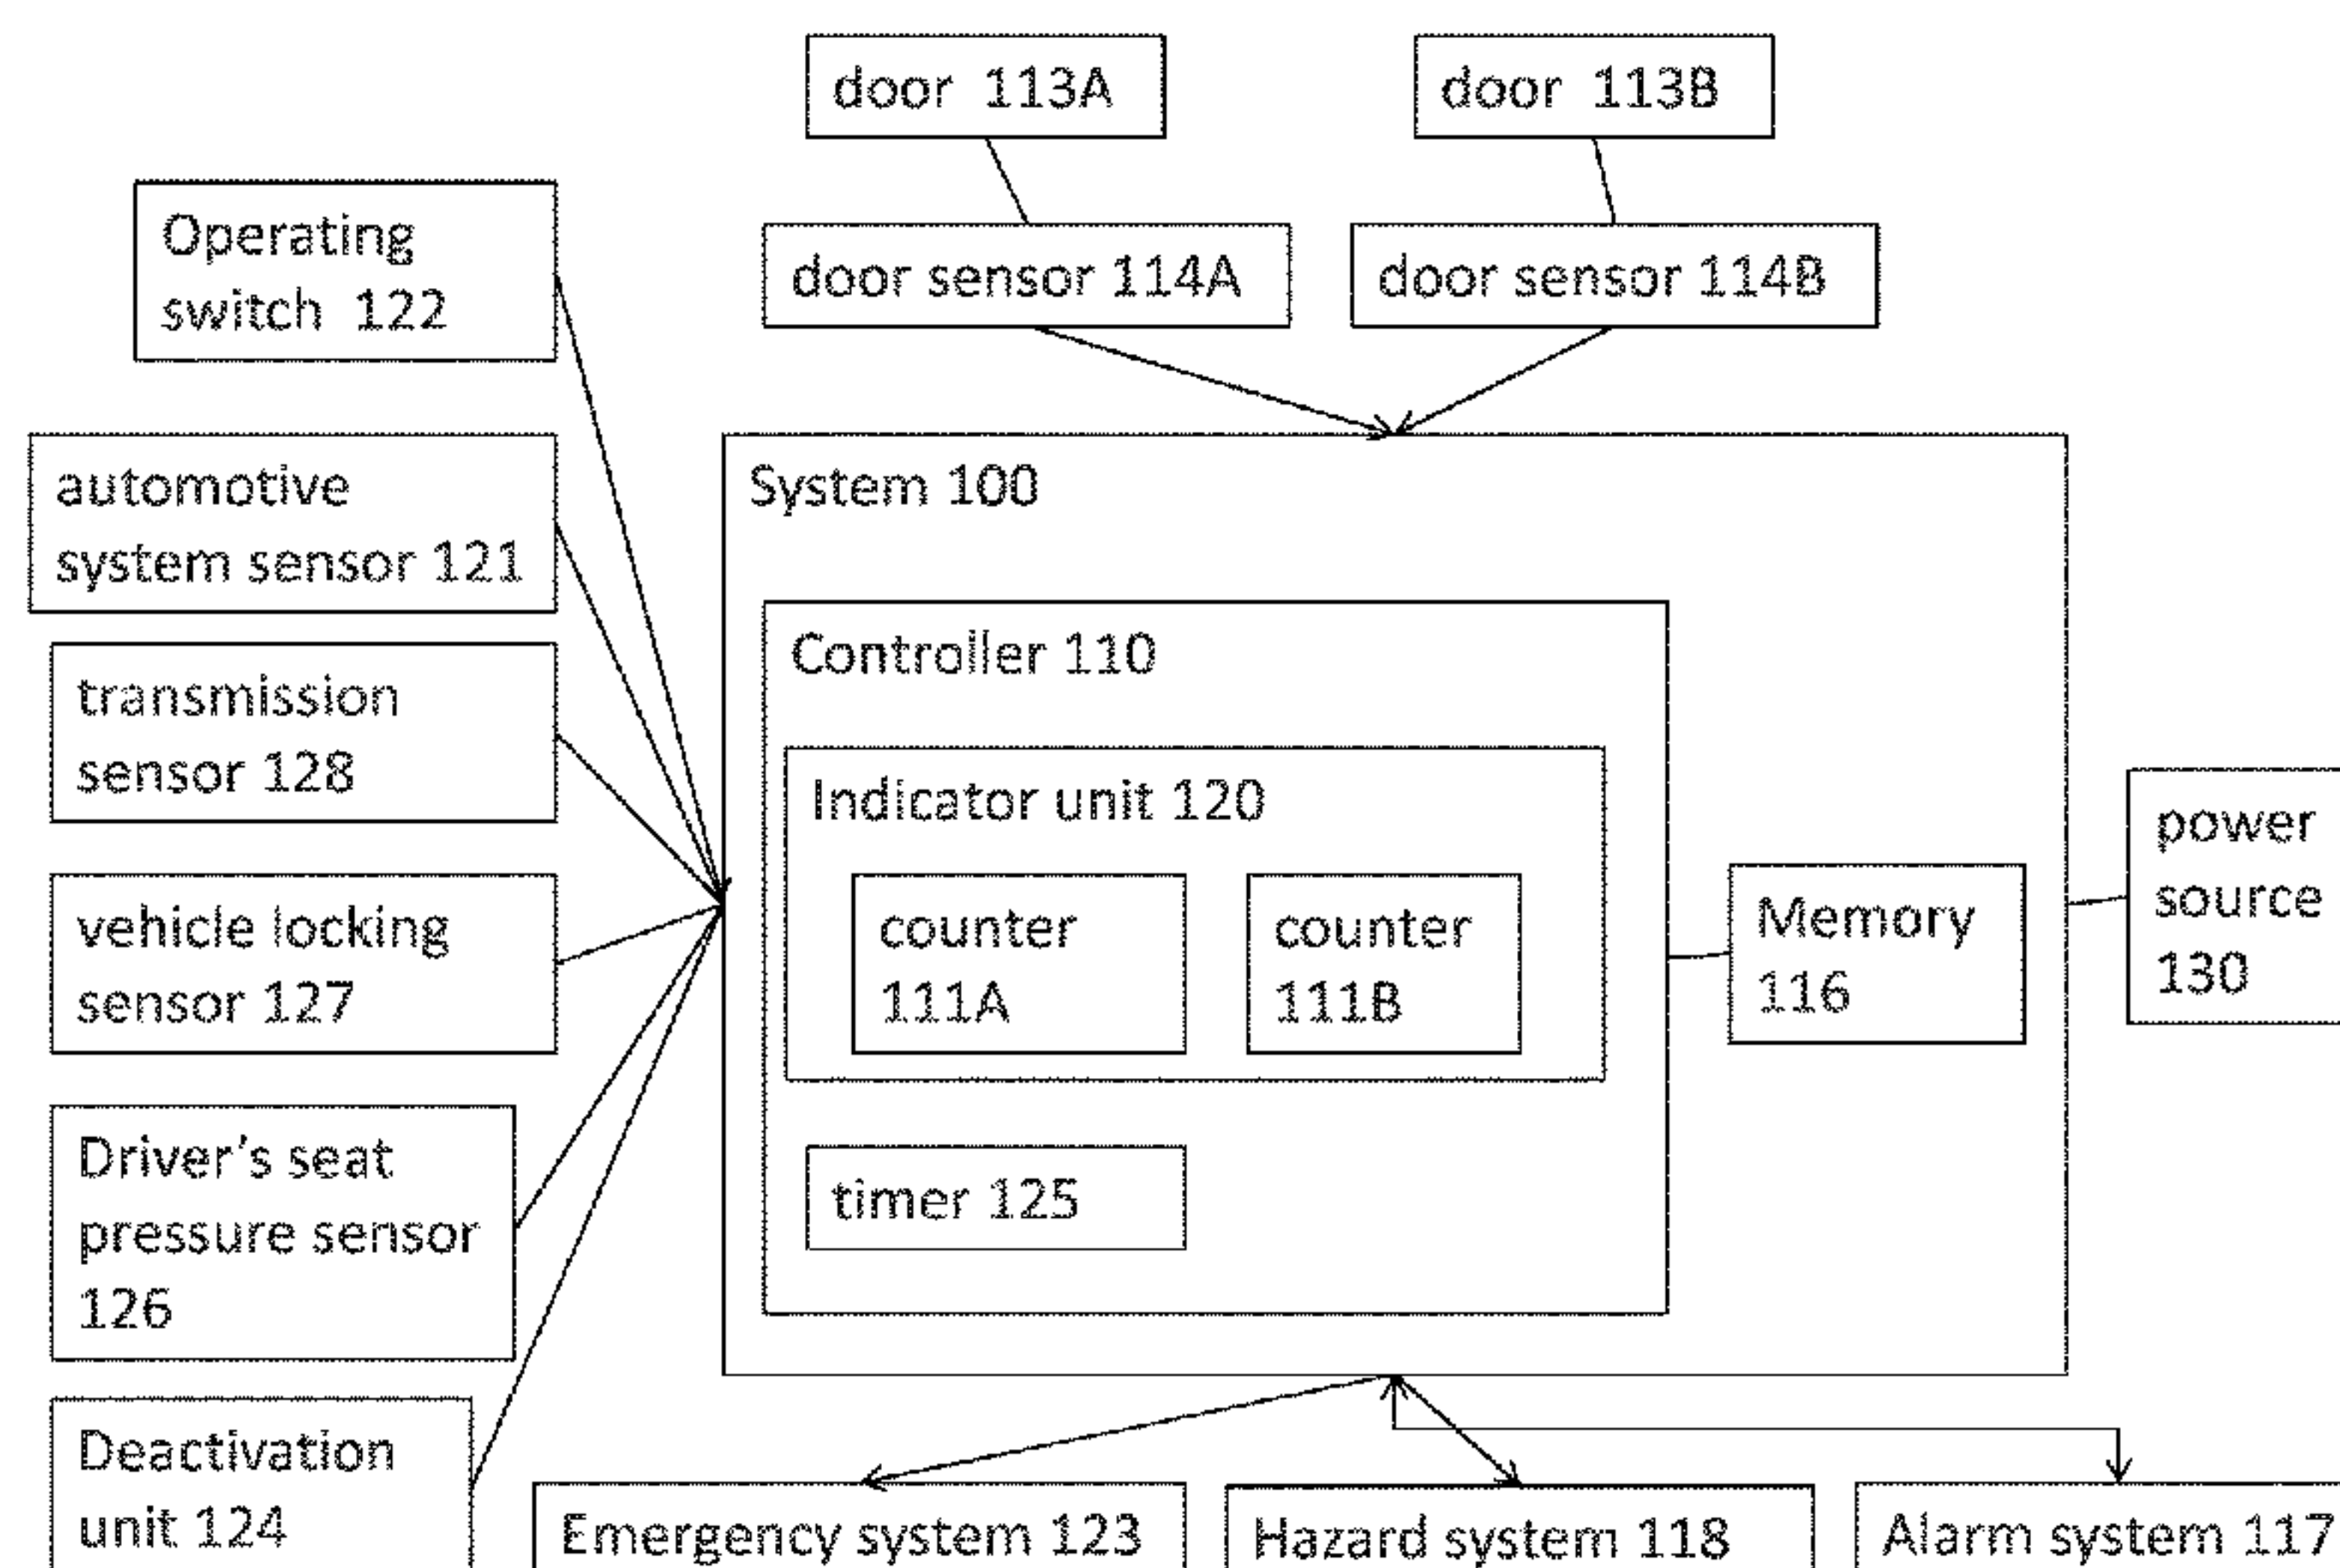 door 113A
door 113B
Operating
switch 122
door sensor 114A
door sensor 114B
automotive
system sensor 121
System 100
transmission
sensor 128
Controller 110
Indicator unit 120
counter
111A
counter
111B
Memory
116
power
source
130
vehicle locking
sensor 127
Driver's seat
pressure sensor
126
timer 125
Deactivation
unit 124
Emergency system 123
Hazard system 118
Alarm system 117